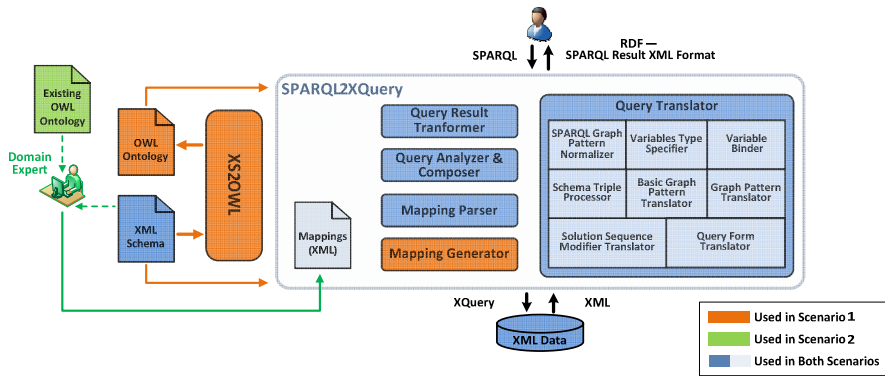 SPARQL
RDF —
SPARQL Result XML Format
SPARQL2XQuery
Existing
OWL
Ontology
Domain
Expert
OWL
Ontology
XML
Schema
XS2OWL
Mappings
(XML)
Query Result
Tranformer
Query Analyzer &
Composer
Mapping Parser
Mapping Generator
Query Translator
SPARQL Graph
Pattern
Normalizer
Variables Type
Specifier
Variable
Binder
Schema Triple
Processor
Basic Graph
Pattern
Translator
Graph Pattern
Translator
Solution Sequence
Modifier Translator
Query Form
Translator
XQuery
XML
XML Data
Used in Scenario 1
Used in Scenario 2
Used in Both Scenarios